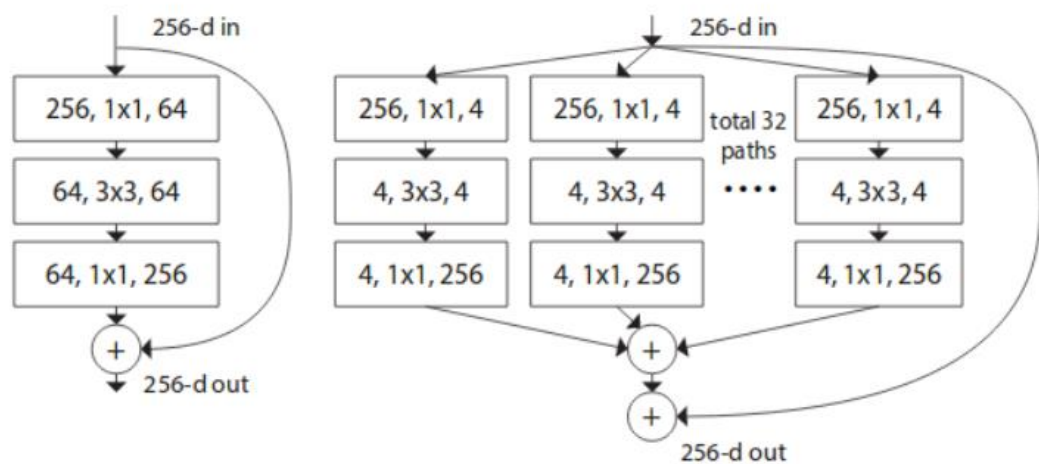 256-d in
256, 1x1, 64
64, 3x3, 64
64, 1x1, 256
+
256-d out
256-d in
256, 1x1, 4
256, 1x1, 4
total 32
paths
....
256, 1x1, 4
4, 3x3, 4
4, 3x3, 4
4, 3x3, 4
4, 1x1, 256
4, 1x1, 256
4, 1x1, 256
+
+
256-d out